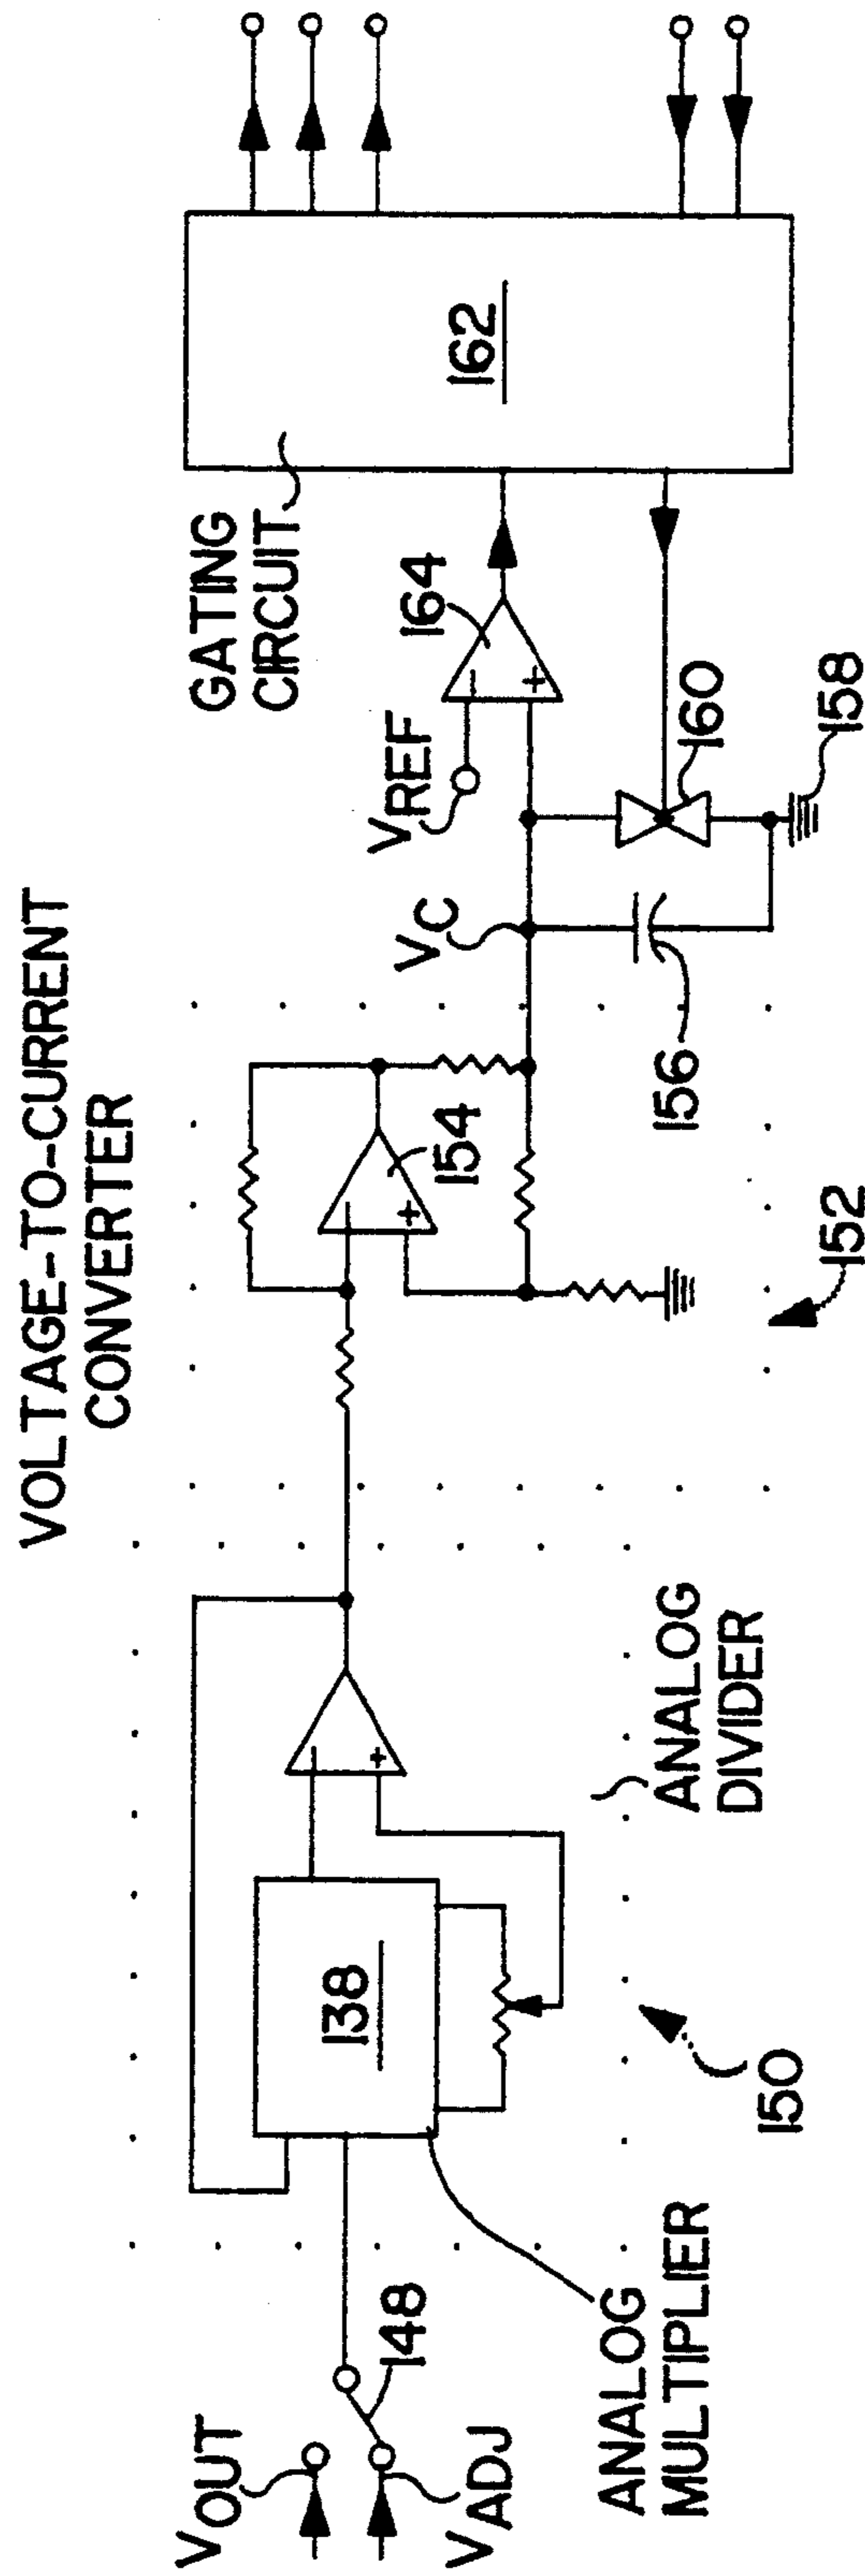 VOLTAGE-TO-CURRENT
CONVERTER
GATING
CIRCUIT
162
164
VREF
VC
+
−
160
158
156
154
−
+
152
138
−
+
ANALOG
DIVIDER
150
ANALOG
MULTIPLIER
148
VOUT
VADJ